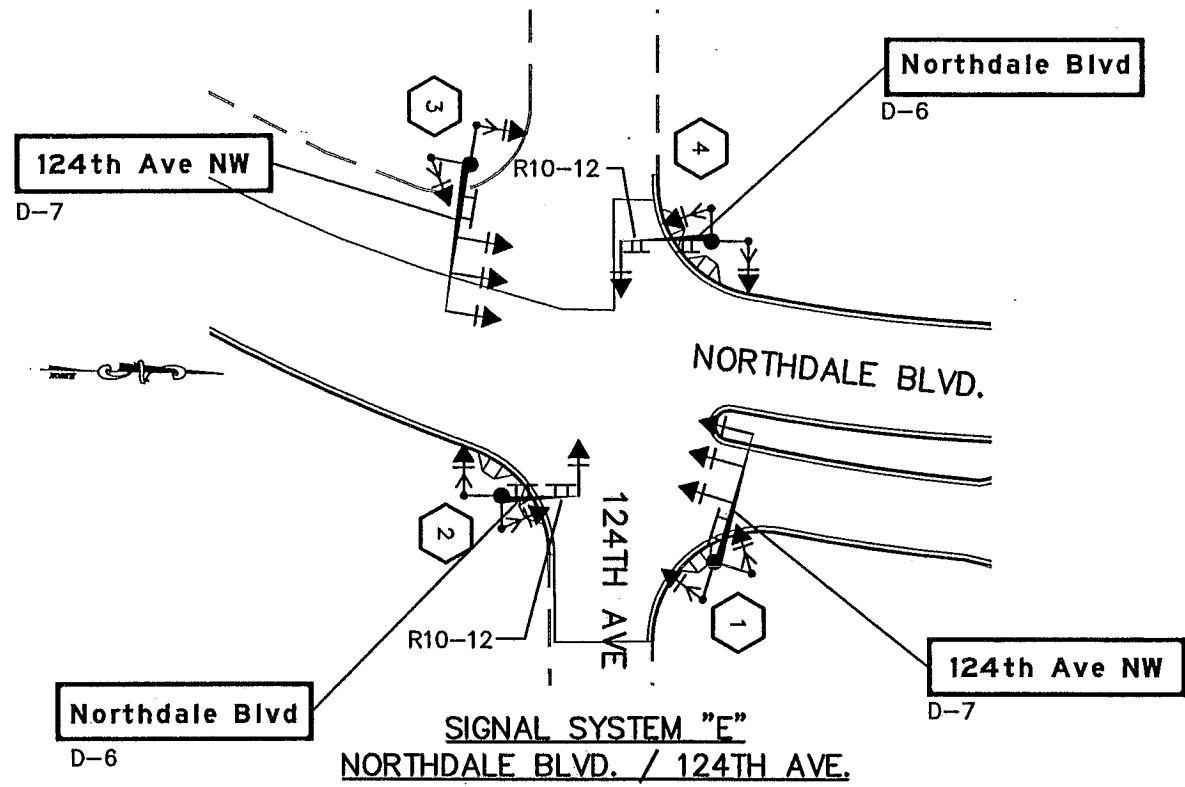 Northdale Blvd
D-6
3
4
R10-12
124th Ave NW
D-7
NORTHDALE BLVD.
2
124TH AVE
1
R10-12
124th Ave NW
D-7
Northdale Blvd
D-6
SIGNAL SYSTEM "E"
NORTHDALE BLVD. / 124TH AVE.